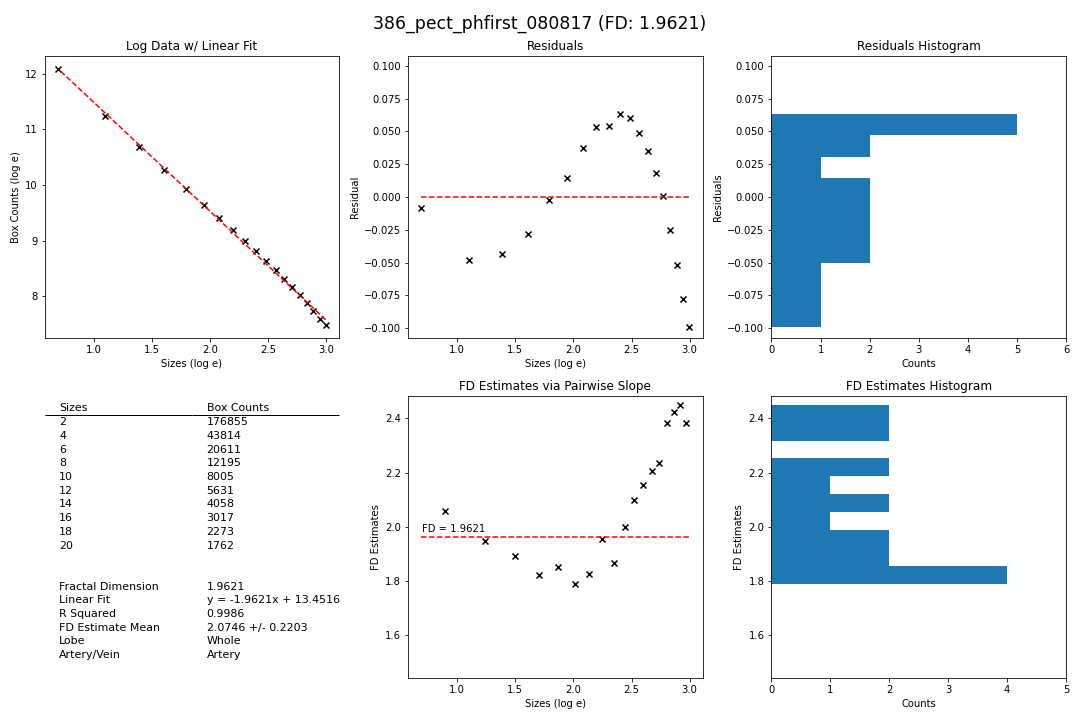 386_pect_phfirst_080817 (FD: 1.9621)
Log Data w/ Linear Fit
12
11
10
9
8
Box Counts (log e)
1.0 1.5 2.0 2.5 3.0
Sizes (log e)
Residuals
0.100
0.075
0.050
0.025
0.000
−0.025
−0.050
−0.075
−0.100
Residual
1.0 1.5 2.0 2.5 3.0
Sizes (log e)
Residuals Histogram
0.100
0.075
0.050
0.025
0.000
−0.025
−0.050
−0.075
−0.100
Residuals
0 1 2 3 4 5 6
Counts
Sizes Box Counts
2 176855
4 43814
6 20611
8 12195
10 8005
12 5631
14 4058
16 3017
18 2273
20 1762
Fractal Dimension 1.9621
Linear Fit y = -1.9621x + 13.4516
R Squared 0.9986
FD Estimate Mean 2.0746 +/- 0.2203
Lobe Whole
Artery/Vein Artery
FD Estimates via Pairwise Slope
2.4
2.2
2.0
1.8
1.6
FD Estimates
FD = 1.9621
1.0 1.5 2.0 2.5 3.0
Sizes (log e)
FD Estimates Histogram
2.4
2.2
2.0
1.8
1.6
FD Estimates
0 1 2 3 4 5
Counts